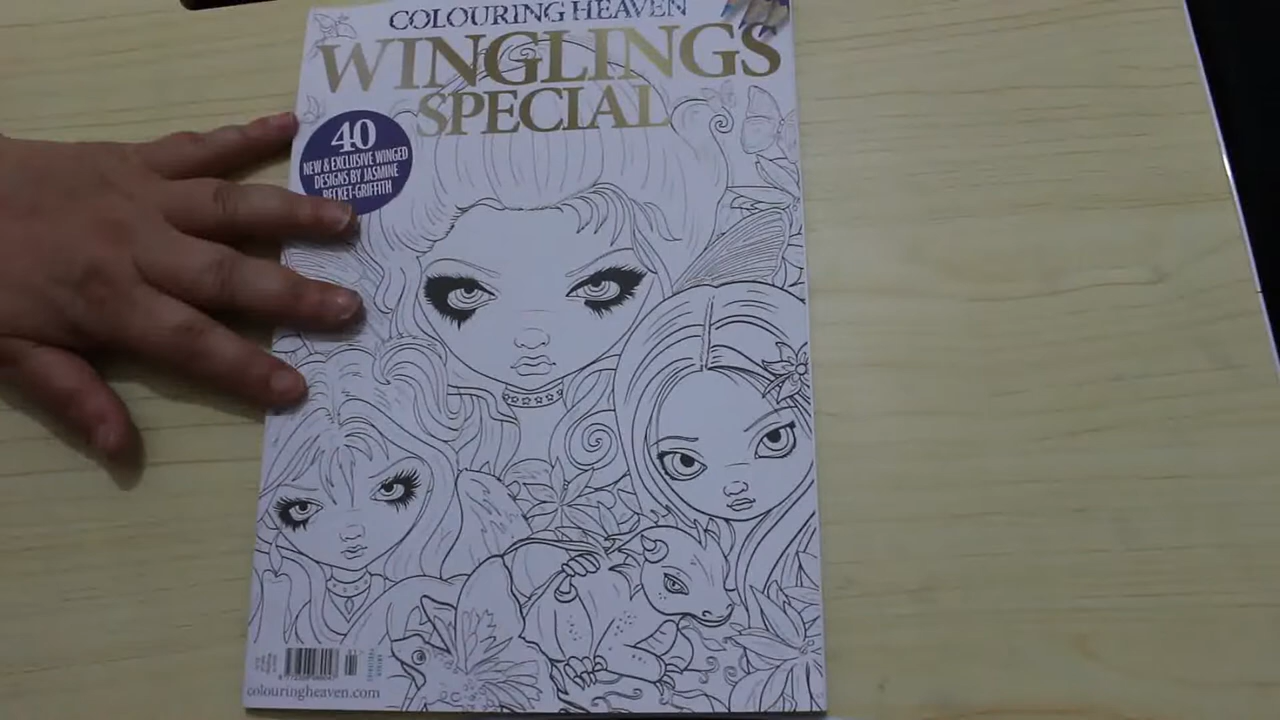 COLOURING HEAVEN
WINGLINGS
SPECIAL
40
NEW & EXCLUSIVE WINGED
DESIGNS BY JASMINE
BECKET-GRIFFITH
colouringheaven.com